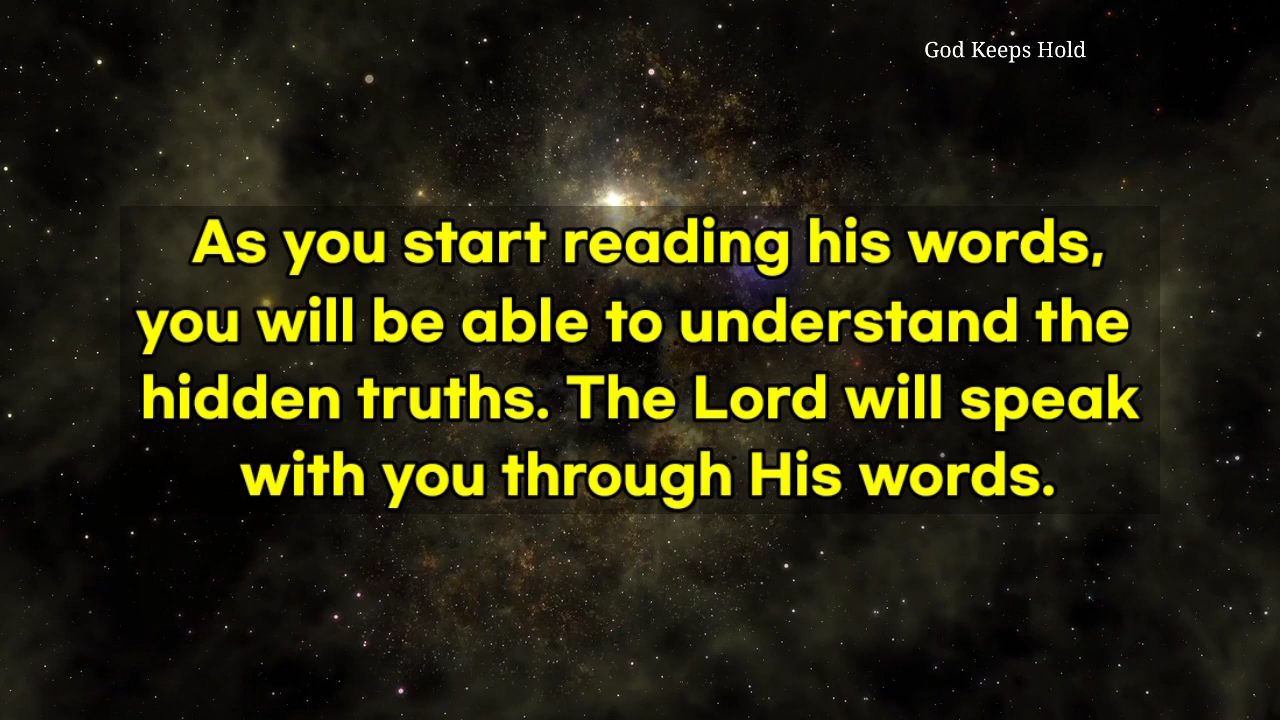 God Keeps Hold
As you start reading his words,
you will be able to understand the
hidden truths. The Lord will speak
with you through His words.